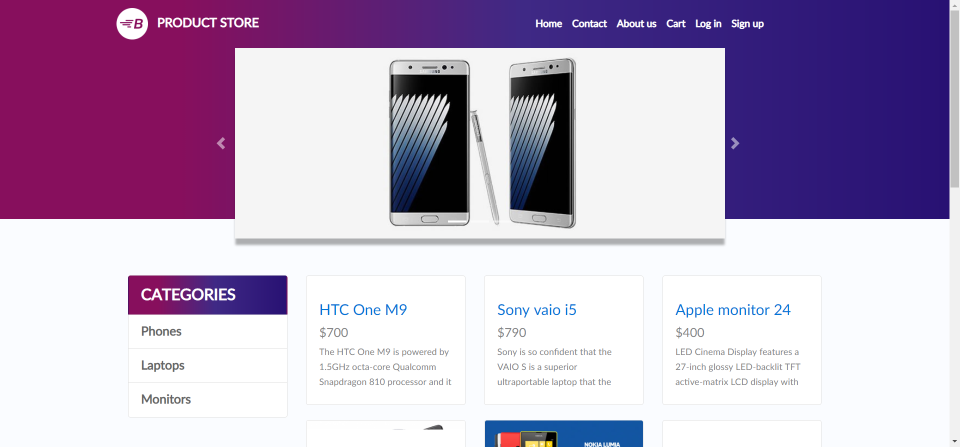 B PRODUCT STORE
Home Contact About us Cart Log in Sign up
SAMSUNG
CATEGORIES
Phones
Laptops
Monitors
HTC One M9
$700
The HTC One M9 is powered by
1.5GHz octa-core Qualcomm
Snapdragon 810 processor and it
Sony vaio i5
$790
Sony is so confident that the
VAIO S is a superior
ultraportable laptop that the
Apple monitor 24
$400
LED Cinema Display features a
27-inch glossy LED-backlit TFT
active-matrix LCD display with
NOKIA LUMIA